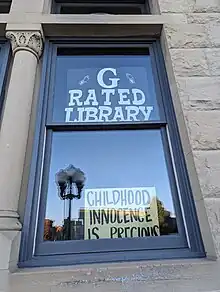 G
RATED
LIBRARY
CHILDHOOD
INNOCENCE
IS PRECIOUS